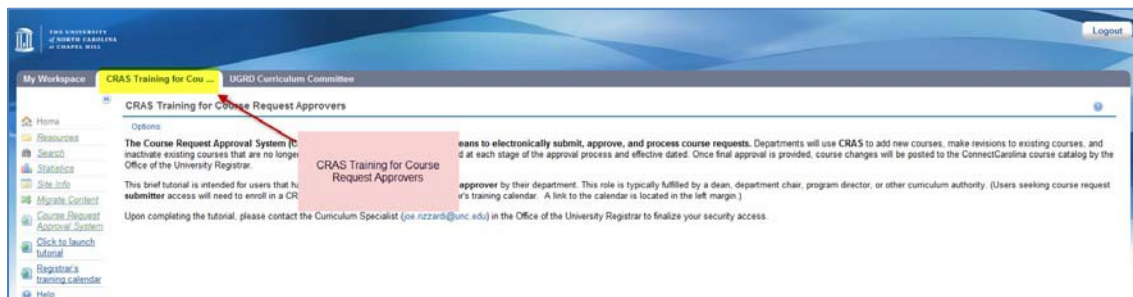 THE UNIVERSITY
of NORTH CAROLINA
at CHAPEL HILL
Logout
My Workspace
CRAS Training for Cou ...
UGRD Curriculum Committee
CRAS Training for Course Request Approvers
Home
Resources
Search
Statistics
Site Info
Migrate Content
Course Request
Approval System
Click to launch
tutorial
Registrar's
training calendar
Help
Options
The Course Request Approval System (C
eans to electronically submit, approve, and process course requests. Departments will use CRAS to add new courses, make revisions to existing courses, and
inactivate existing courses that are no longe
d at each stage of the approval process and effective dated. Once final approval is provided, course changes will be posted to the ConnectCarolina course catalog by the
Office of the University Registrar.
This brief tutorial is intended for users that ha
approver by their department. This role is typically fulfilled by a dean, department chair, program director, or other curriculum authority. (Users seeking course request
submitter access will need to enroll in a CR
r's training calendar. A link to the calendar is located in the left margin.)
Upon completing the tutorial, please contact the Curriculum Specialist (joe.rizzardi@unc.edu) in the Office of the University Registrar to finalize your security access.
CRAS Training for Course
Request Approvers